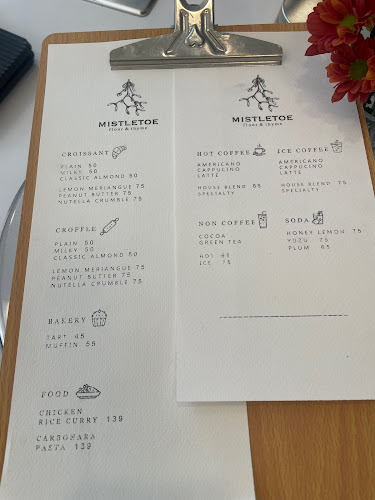 MISTLETOE
flour & thyme
CROISSANT
PLAIN 50
MILKY 50
CLASSIC ALMOND 50
LEMON MERIANGUE 75
PEANUT BUTTER 75
NUTELLA CRUMBLE 75
CROFFLE
PLAIN 50
MILKY 50
CLASSIC ALMOND 50
LEMON MERIANGUE 75
PEANUT BUTTER 75
NUTELLA CRUMBLE 75
BAKERY
TART 45
MUFFIN 55
FOOD
CHICKEN
RICE CURRY 139
CARBONARA
PASTA 139
MISTLETOE
flour & thyme
HOT COFFEE
AMERICANO
CAPPUCINO
LATTE
HOUSE BLEND
SPECIALTY
ICE COFFEE
AMERICANO
CAPPUCINO
LATTE
HOUSE BLEND 75
SPECIALTY
NON COFFEE
COCOA
GREEN TEA
HOT 60
ICE 75
SODA
HONEY LEMON 75
YUZU 75
PLUM 65